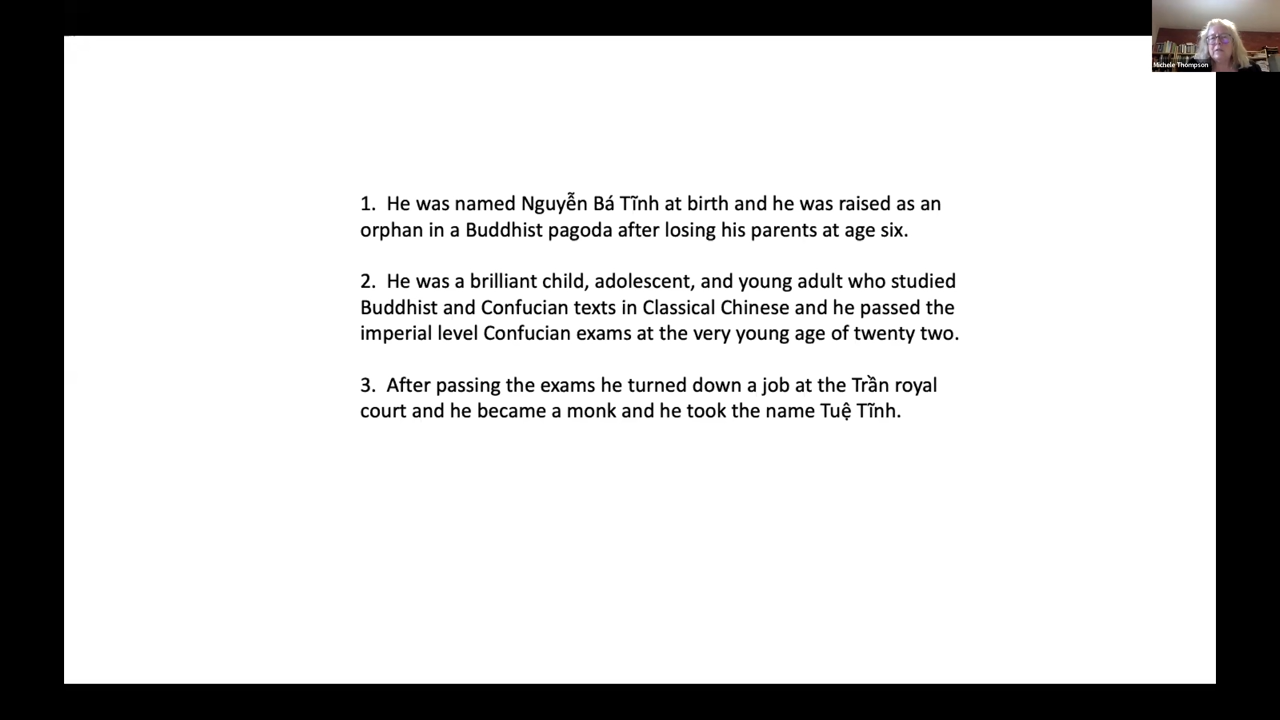 Michele Thompson
1. He was named Nguyễn Bá Tĩnh at birth and he was raised as an
orphan in a Buddhist pagoda after losing his parents at age six.
2. He was a brilliant child, adolescent, and young adult who studied
Buddhist and Confucian texts in Classical Chinese and he passed the
imperial level Confucian exams at the very young age of twenty two.
3. After passing the exams he turned down a job at the Trần royal
court and he became a monk and he took the name Tuệ Tĩnh.